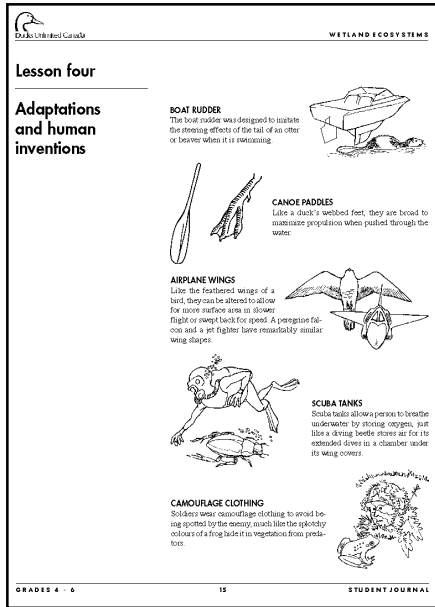 Ducks Unlimited Canada
WETLAND ECOSYSTEMS
Lesson four
Adaptations
and human
inventions
BOAT RUDDER
The boat rudder was designed to imitate
the steering effects of the tail of an otter
or beaver when it is swimming.
CANOE PADDLES
Like a duck's webbed feet, they are broad to
maximize propulsion when pushed through the
water.
AIRPLANE WINGS
Like the feathered wings of a
bird, they can be altered to allow
for more surface area in slower
flight or swept back for speed. A peregrine fal-
con and a jet fighter have remarkably similar
wing shapes.
SCUBA TANKS
Scuba tanks allow a person to breathe
underwater by storing oxygen, just
like a diving beetle stores air for its
extended dives in a chamber under
its wing covers.
CAMOUFLAGE CLOTHING
Soldiers wear camouflage clothing to avoid be-
ing spotted by the enemy, much like the splotchy
colours of a frog hide it in vegetation from preda-
tors.
GRADES 4 - 6
15
STUDENT JOURNAL